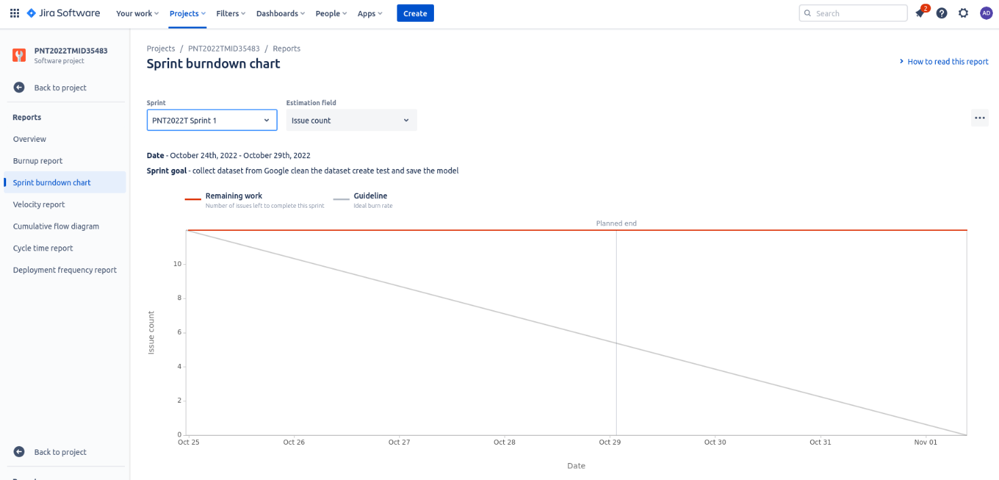 Jira Software Your work Projects Filters Dashboards People Apps Create Search 2 AD
PNT2022TMID35483
Software project
Back to project
Reports
Overview
Burnup report
Sprint burndown chart
Velocity report
Cumulative flow diagram
Cycle time report
Deployment frequency report
Back to project
Projects / PNT2022TMID35483 / Reports
Sprint burndown chart
How to read this report
Sprint Estimation field
PNT2022T Sprint 1 Issue count
Date - October 24th, 2022 - October 29th, 2022
Sprint goal - collect dataset from Google clean the dataset create test and save the model
Remaining work Guideline
Number of issues left to complete this sprint Ideal burn rate
Planned end
10
8
6
4
2
0
Issue count
Oct 25 Oct 26 Oct 27 Oct 28 Oct 29 Oct 30 Oct 31 Nov 01
Date